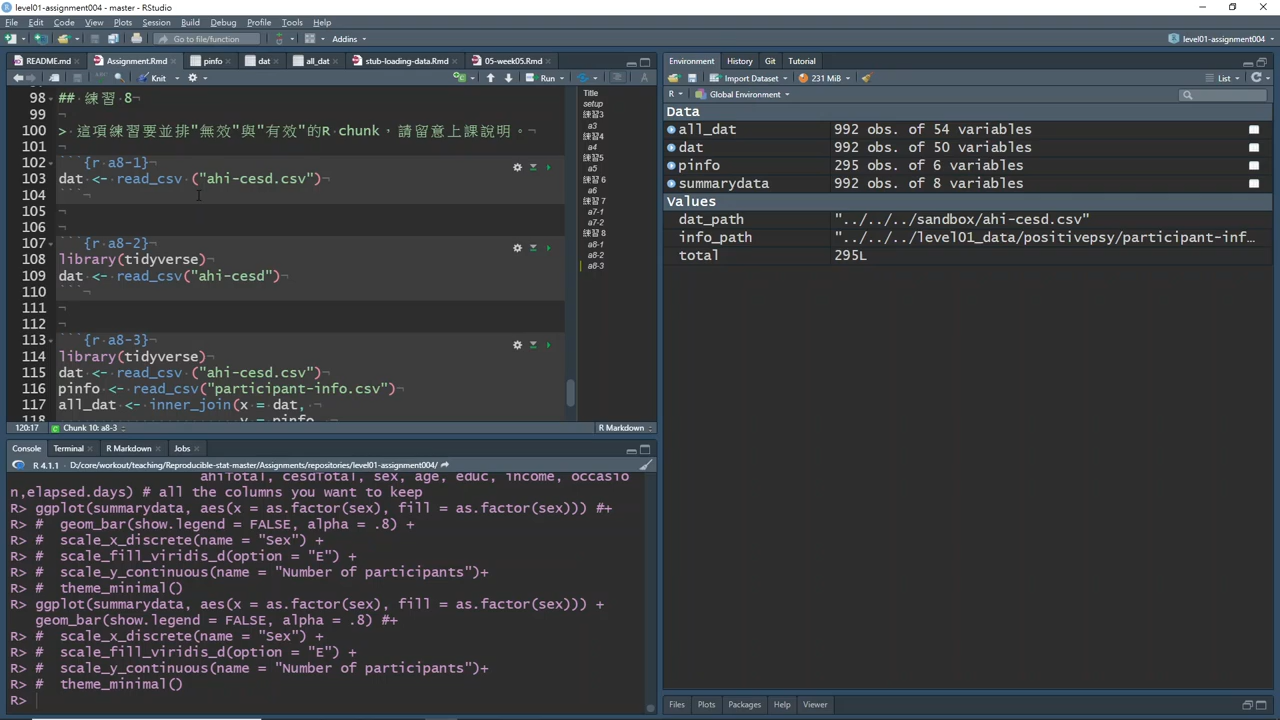 level01-assignment004 - master - RStudio
File Edit Code View Plots Session Build Debug Profile Tools Help
Go to file/function Addins level01-assignment004
README.md Assignment.Rmd pinfo dat all_dat stub-loading-data.Rmd 05-week05.Rmd
Knit Run
98 ## 練習 8
99
100 > 這項練習要並排"無效"與"有效"的R chunk，請留意上課說明。
101
102 ```{r a8-1}
103 dat <- read_csv ("ahi-cesd.csv")
104 ```
105
106
107 ```{r a8-2}
108 library(tidyverse)
109 dat <- read_csv("ahi-cesd")
110 ```
111
112
113 ```{r a8-3}
114 library(tidyverse)
115 dat <- read_csv("ahi-cesd.csv")
116 pinfo <- read_csv("participant-info.csv")
117 all_dat <- inner_join(x = dat,
118 y = pinfo
120:17 Chunk 10: a8-3 R Markdown
Title
setup
練習3
a3
練習4
a4
練習5
a5
練習 6
a6
練習 7
a7-1
a7-2
練習 8
a8-1
a8-2
a8-3
Console Terminal R Markdown Jobs
R 4.1.1 · D:/core/workout/teaching/Reproducible-stat-master/Assignments/repositories/level01-assignment004/
ahiTotal, cesdTotal, sex, age, educ, income, occasio
n,elapsed.days) # all the columns you want to keep
R> ggplot(summarydata, aes(x = as.factor(sex), fill = as.factor(sex))) #+
R> #  geom_bar(show.legend = FALSE, alpha = .8) +
R> #  scale_x_discrete(name = "Sex") +
R> #  scale_fill_viridis_d(option = "E") +
R> #  scale_y_continuous(name = "Number of participants")+
R> #  theme_minimal()
R> ggplot(summarydata, aes(x = as.factor(sex), fill = as.factor(sex))) +
geom_bar(show.legend = FALSE, alpha = .8) #+
R> #  scale_x_discrete(name = "Sex") +
R> #  scale_fill_viridis_d(option = "E") +
R> #  scale_y_continuous(name = "Number of participants")+
R> #  theme_minimal()
R>
Environment History Git Tutorial
Import Dataset 231 MiB List
R Global Environment
Data
all_dat 992 obs. of 54 variables
dat 992 obs. of 50 variables
pinfo 295 obs. of 6 variables
summarydata 992 obs. of 8 variables
Values
dat_path "../../../sandbox/ahi-cesd.csv"
info_path "../../../level01_data/positivepsy/participant-inf…
total 295L
Files Plots Packages Help Viewer